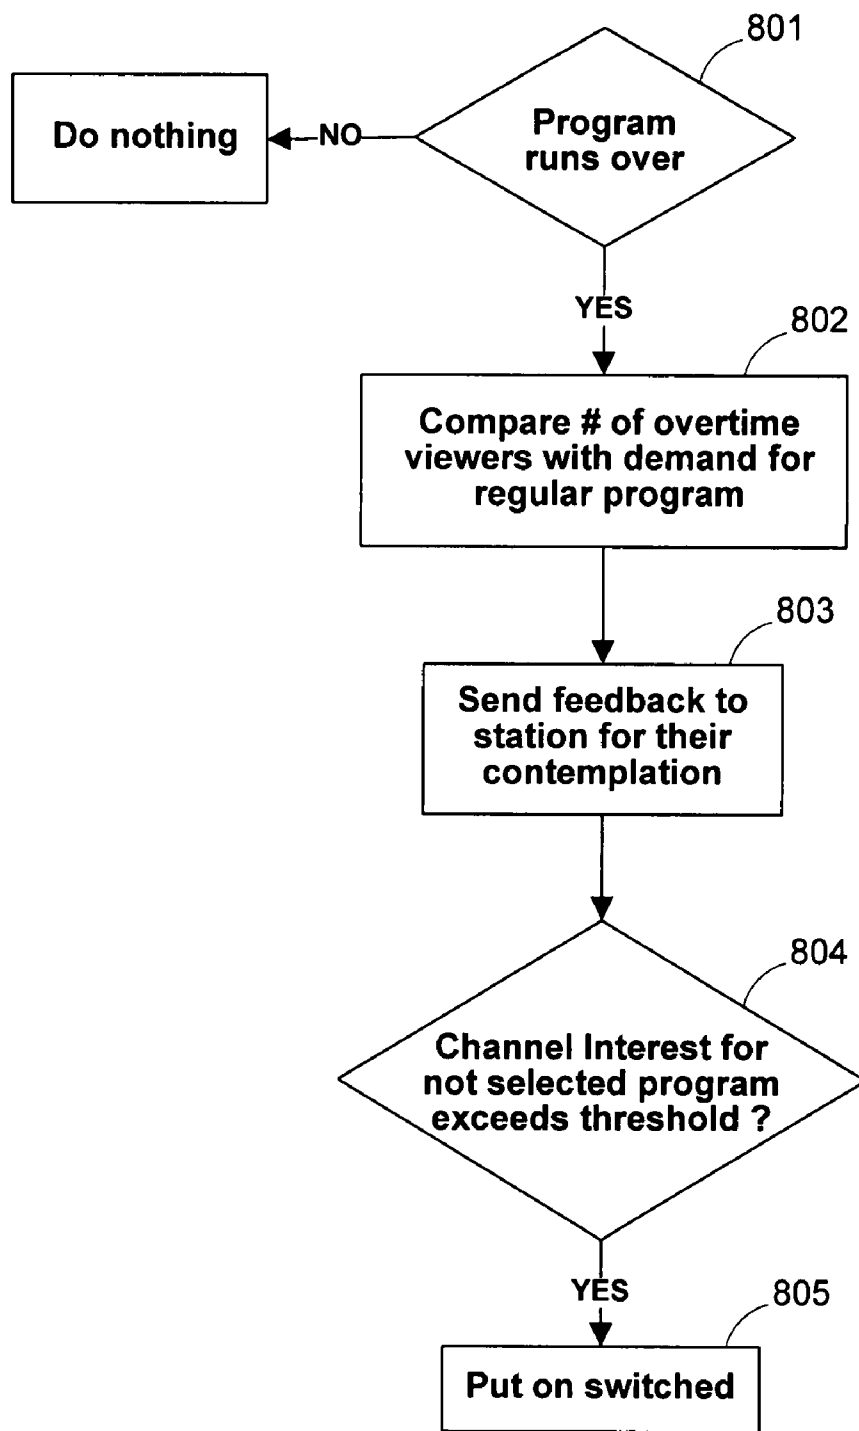 801
Program
runs over
Do nothing
NO
YES
802
Compare # of overtime
viewers with demand for
regular program
803
Send feedback to
station for their
contemplation
804
Channel Interest for
not selected program
exceeds threshold ?
YES
805
Put on switched